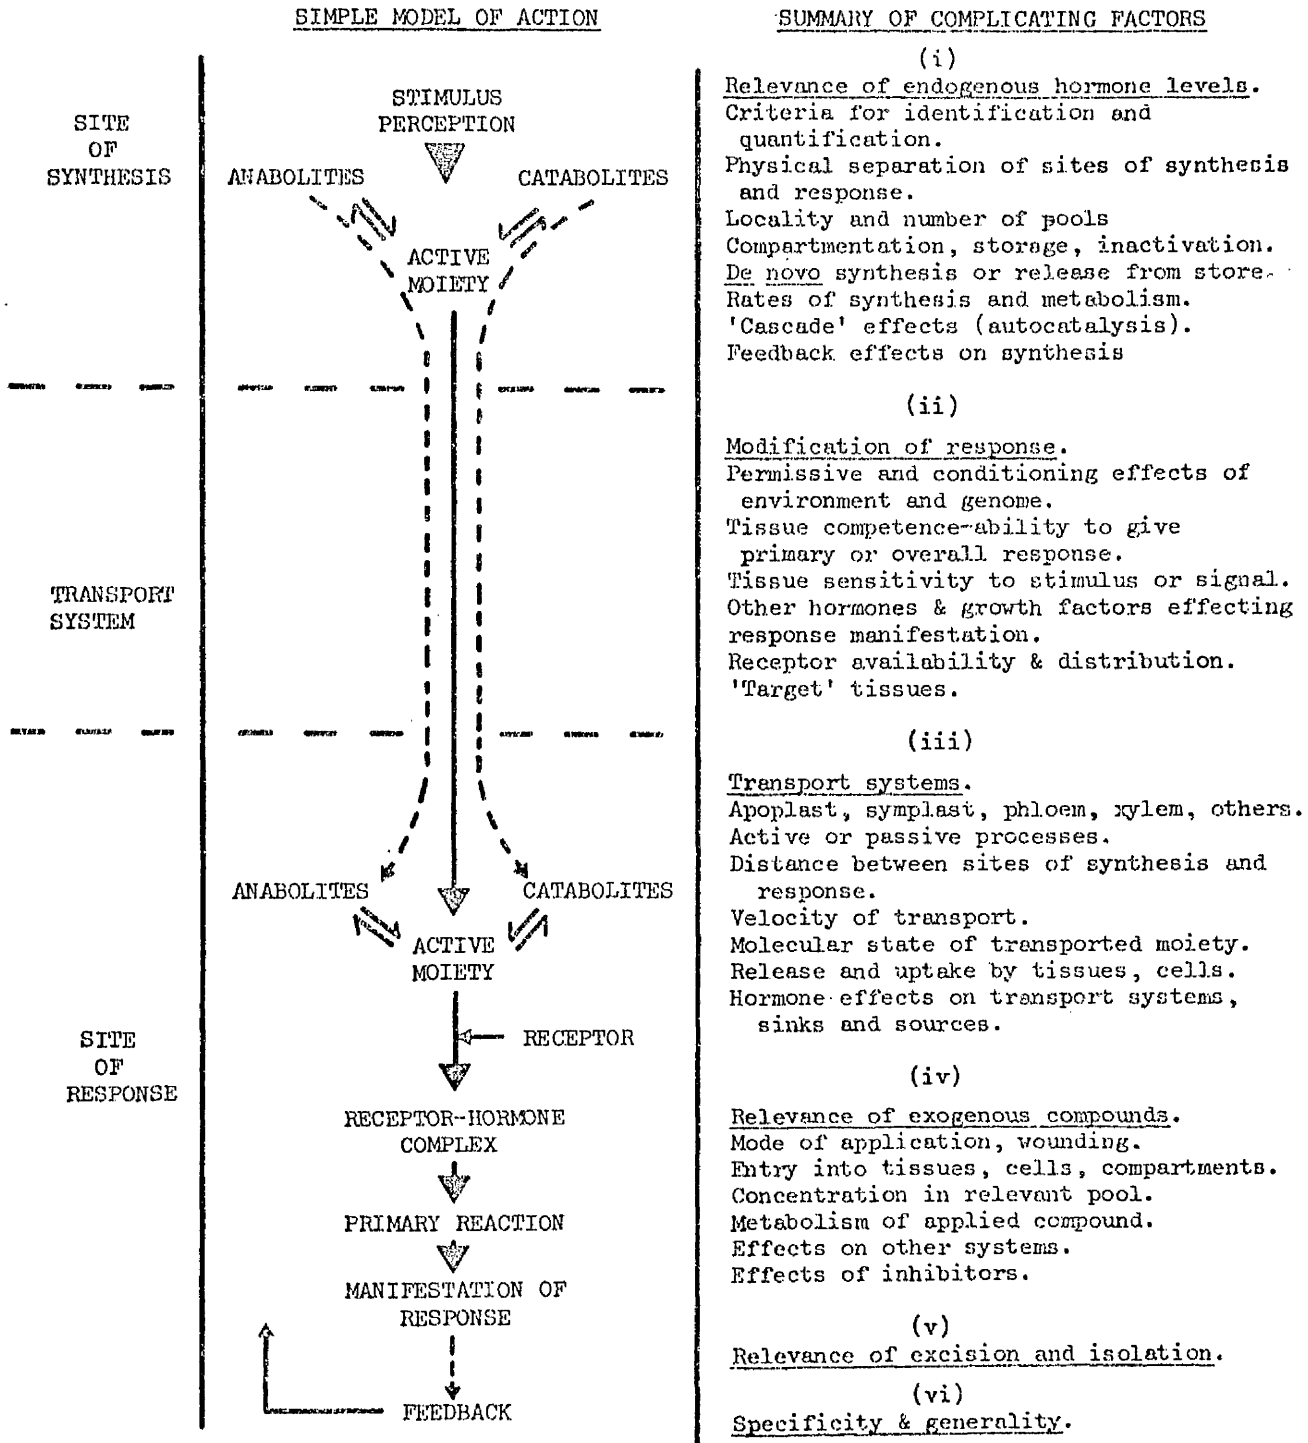 SIMPLE MODEL OF ACTION
SUMMARY OF COMPLICATING FACTORS
SITE
OF
SYNTHESIS
STIMULUS
PERCEPTION
ANABOLITES
CATABOLITES
ACTIVE
MOIETY
TRANSPORT
SYSTEM
ANABOLITES
CATABOLITES
ACTIVE
MOIETY
SITE
OF
RESPONSE
RECEPTOR
RECEPTOR-HORMONE
COMPLEX
PRIMARY REACTION
MANIFESTATION OF
RESPONSE
FEEDBACK
(i)
Relevance of endogenous hormone levels.
Criteria for identification and
quantification.
Physical separation of sites of synthesis
and response.
Locality and number of pools
Compartmentation, storage, inactivation.
De novo synthesis or release from store.
Rates of synthesis and metabolism.
'Cascade' effects (autocatalysis).
Feedback effects on synthesis
(ii)
Modification of response.
Permissive and conditioning effects of
environment and genome.
Tissue competence-ability to give
primary or overall response.
Tissue sensitivity to stimulus or signal.
Other hormones & growth factors effecting
response manifestation.
Receptor availability & distribution.
'Target' tissues.
(iii)
Transport systems.
Apoplast, symplast, phloem, xylem, others.
Active or passive processes.
Distance between sites of synthesis and
response.
Velocity of transport.
Molecular state of transported moiety.
Release and uptake by tissues, cells.
Hormone effects on transport systems,
sinks and sources.
(iv)
Relevance of exogenous compounds.
Mode of application, wounding.
Entry into tissues, cells, compartments.
Concentration in relevant pool.
Metabolism of applied compound.
Effects on other systems.
Effects of inhibitors.
(v)
Relevance of excision and isolation.
(vi)
Specificity & generality.